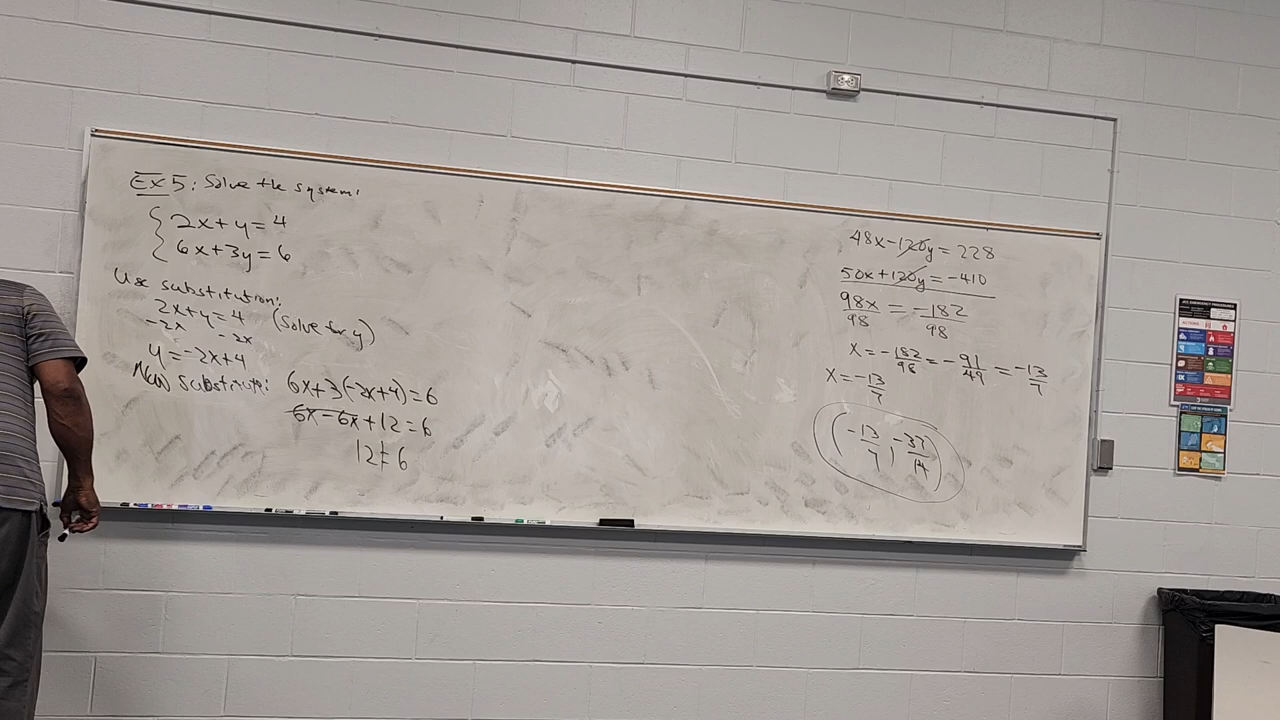 Ex 5: Solve the system:
2x+y=4
6x+3y=6
Use substitution:
2x+y=4 (Solve for y)
-2x -2x
y=-2x+4
Now substitute: 6x+3(-2x+4)=6
6x-6x+12=6
12≠6
48x-120y=228
50x+120y=-410
98x/98 = -182/98
x=-182/98=-91/49=-13/7
x=-13/7
(-13/7, -37/14)